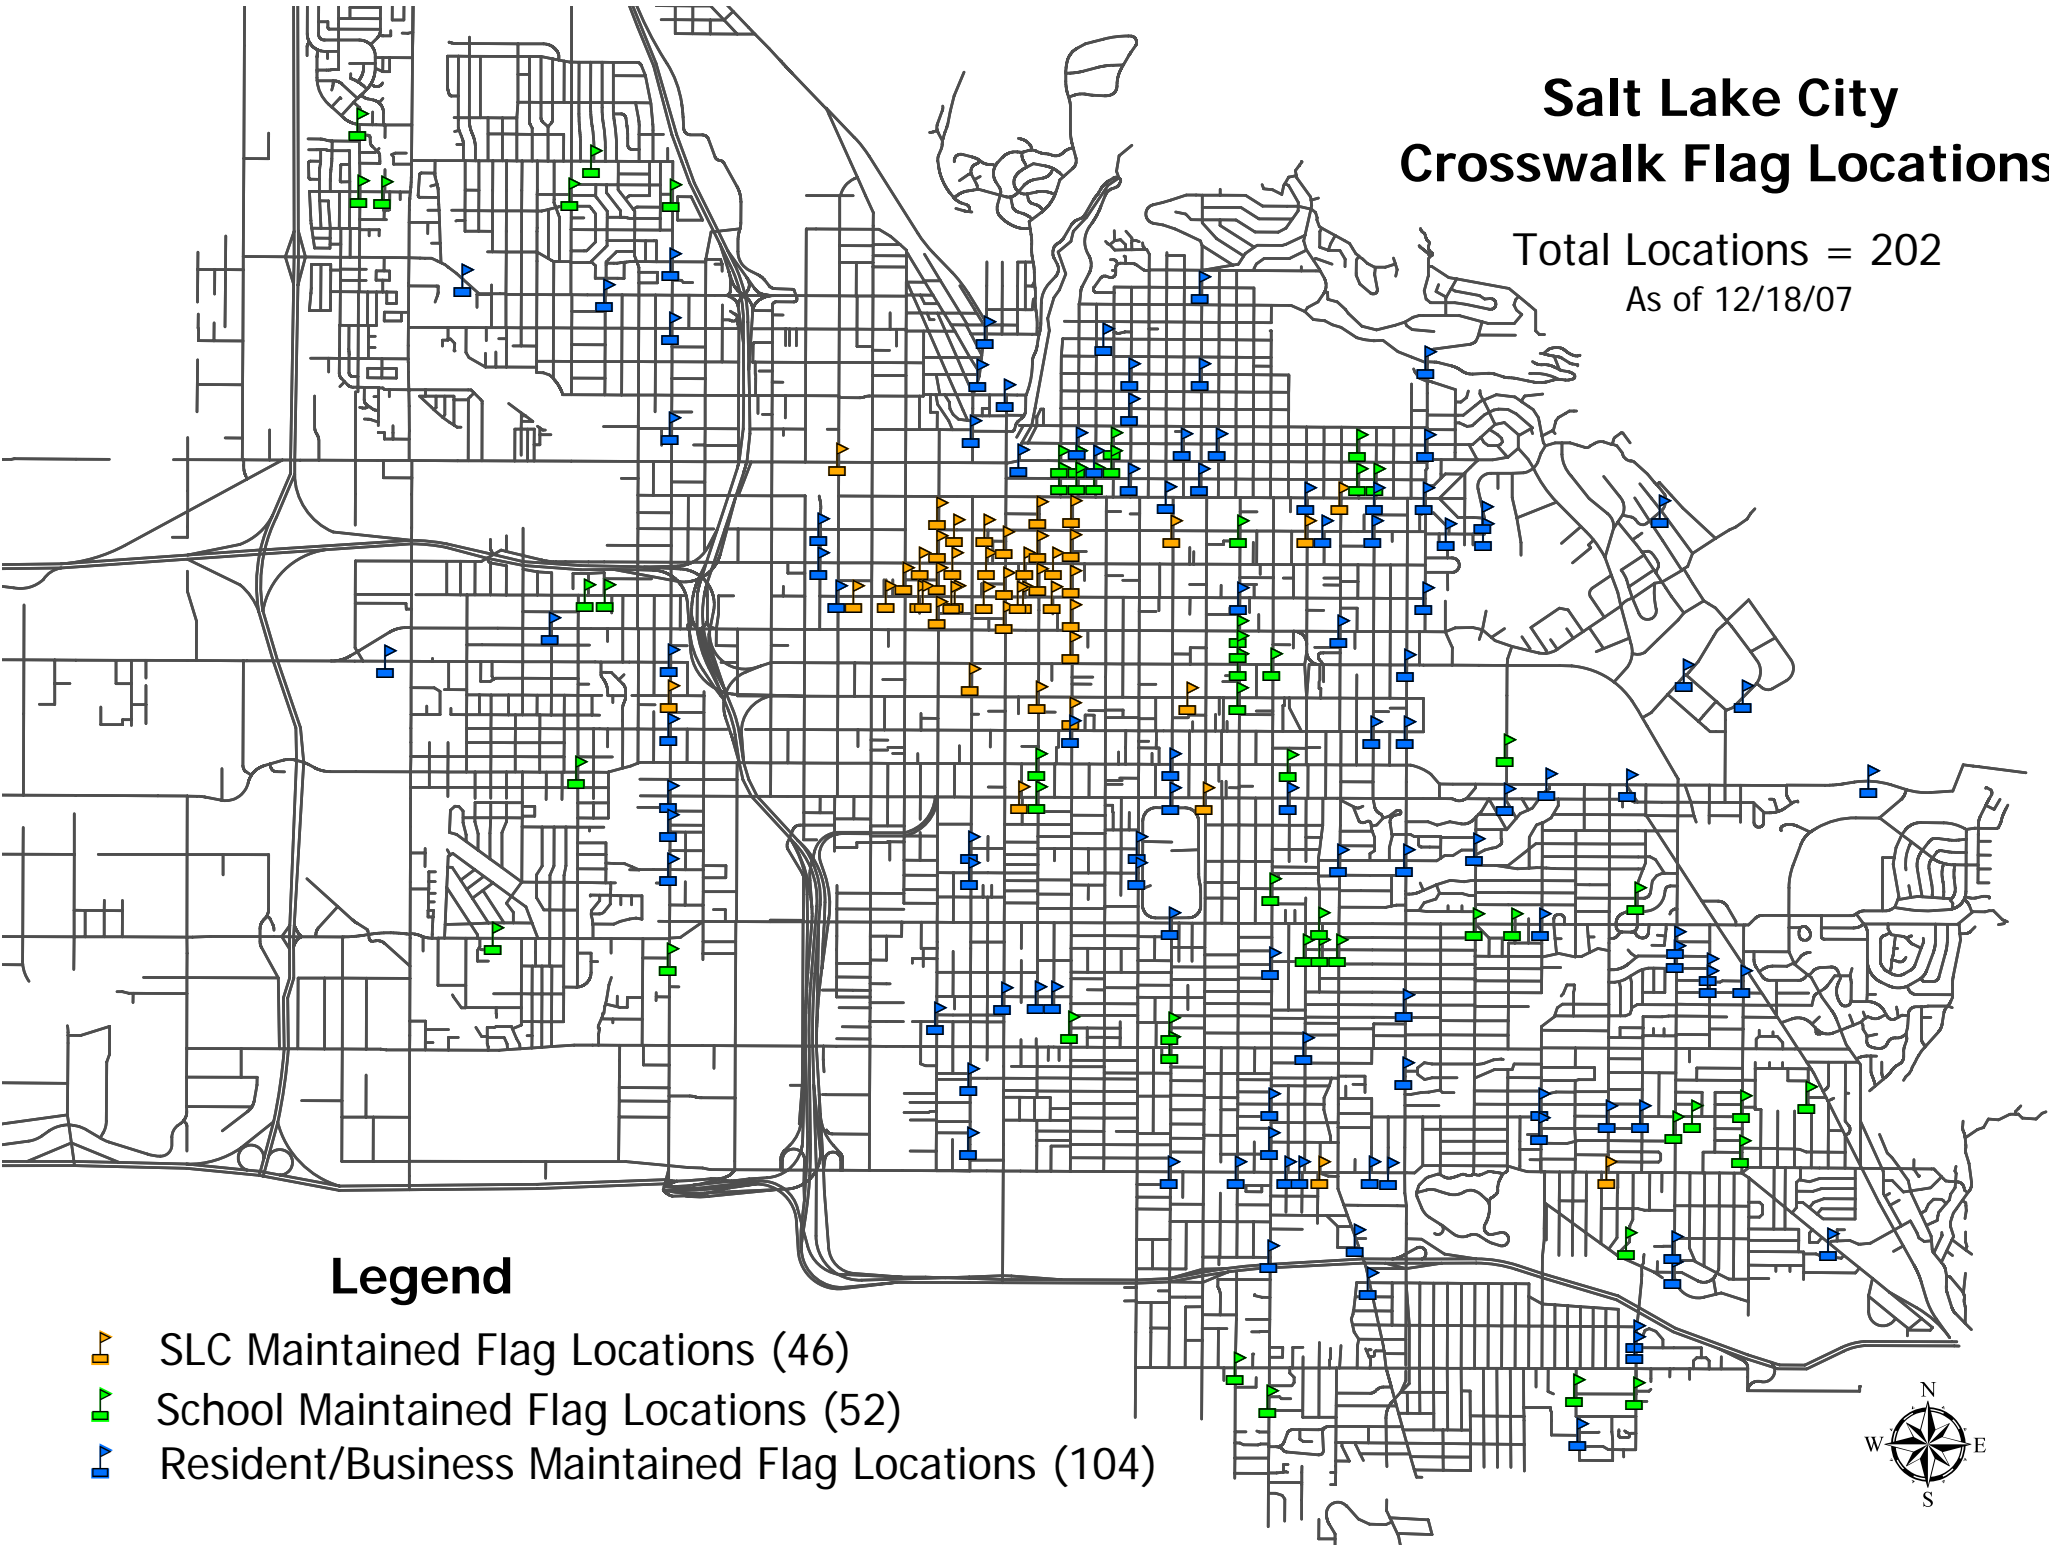 Salt Lake City
Crosswalk Flag Locations
Total Locations = 202
As of 12/18/07
Legend
SLC Maintained Flag Locations (46)
School Maintained Flag Locations (52)
Resident/Business Maintained Flag Locations (104)
N
W E
S